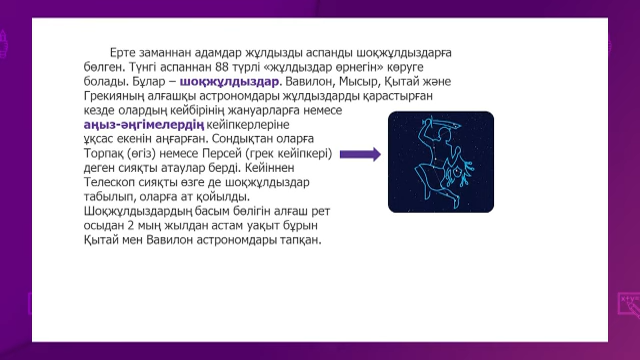 Ерте заманнан адамдар жұлдызды аспанды шоқжұлдыздарға
бөлген. Түнгі аспаннан 88 түрлі «жұлдыздар өрнегін» көруге
болады. Бұлар – шоқжұлдыздар. Вавилон, Мысыр, Қытай және
Грекияның алғашқы астрономдары жұлдыздарды қарастырған
кезде олардың кейбірінің жануарларға немесе
аңыз-әңгімелердің кейіпкерлеріне
ұқсас екенін аңғарған. Сондықтан оларға
Торпақ (өгіз) немесе Персей (грек кейіпкері)
деген сияқты атаулар берді. Кейіннен
Телескоп сияқты өзге де шоқжұлдыздар
табылып, оларға ат қойылды.
Шоқжұлдыздардың басым бөлігін алғаш рет
осыдан 2 мың жылдан астам уақыт бұрын
Қытай мен Вавилон астрономдары тапқан.